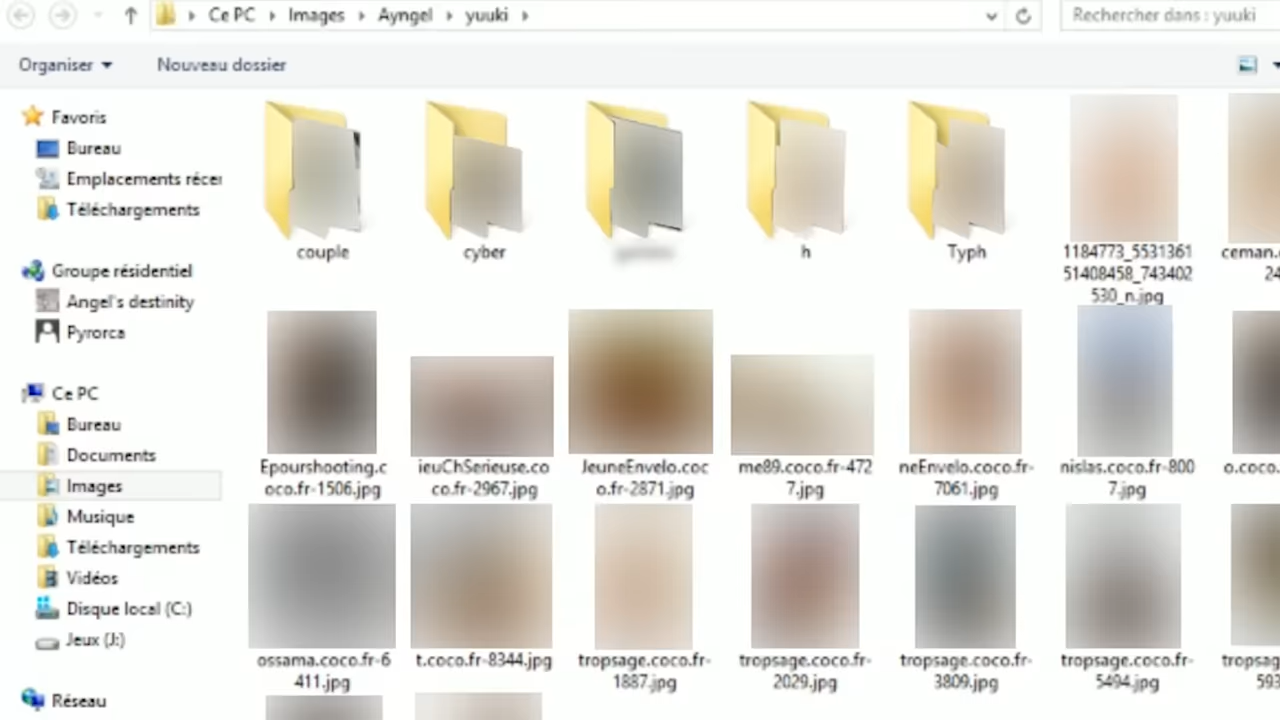 Ce PC › Images › Ayngel › yuuki ›
Rechercher dans : yuuki
Organiser
Nouveau dossier
Favoris
Bureau
Emplacements récer
Téléchargements
Groupe résidentiel
Angel's destinity
Pyrorca
Ce PC
Bureau
Documents
Images
Musique
Téléchargements
Vidéos
Disque local (C:)
Jeux (J:)
Réseau
couple
cyber
h
Typh
1184773_5531361
51408458_743402
530_n.jpg
ceman.
24
Epourshooting.c
oco.fr-1506.jpg
ieuChSerieuse.co
co.fr-2967.jpg
JeuneEnvelo.coc
o.fr-2871.jpg
me89.coco.fr-472
7.jpg
neEnvelo.coco.fr-
7061.jpg
nislas.coco.fr-800
7.jpg
o.coco.
ossama.coco.fr-6
411.jpg
t.coco.fr-8344.jpg
tropsage.coco.fr-
1887.jpg
tropsage.coco.fr-
2029.jpg
tropsage.coco.fr-
3809.jpg
tropsage.coco.fr-
5494.jpg
tropsag
593